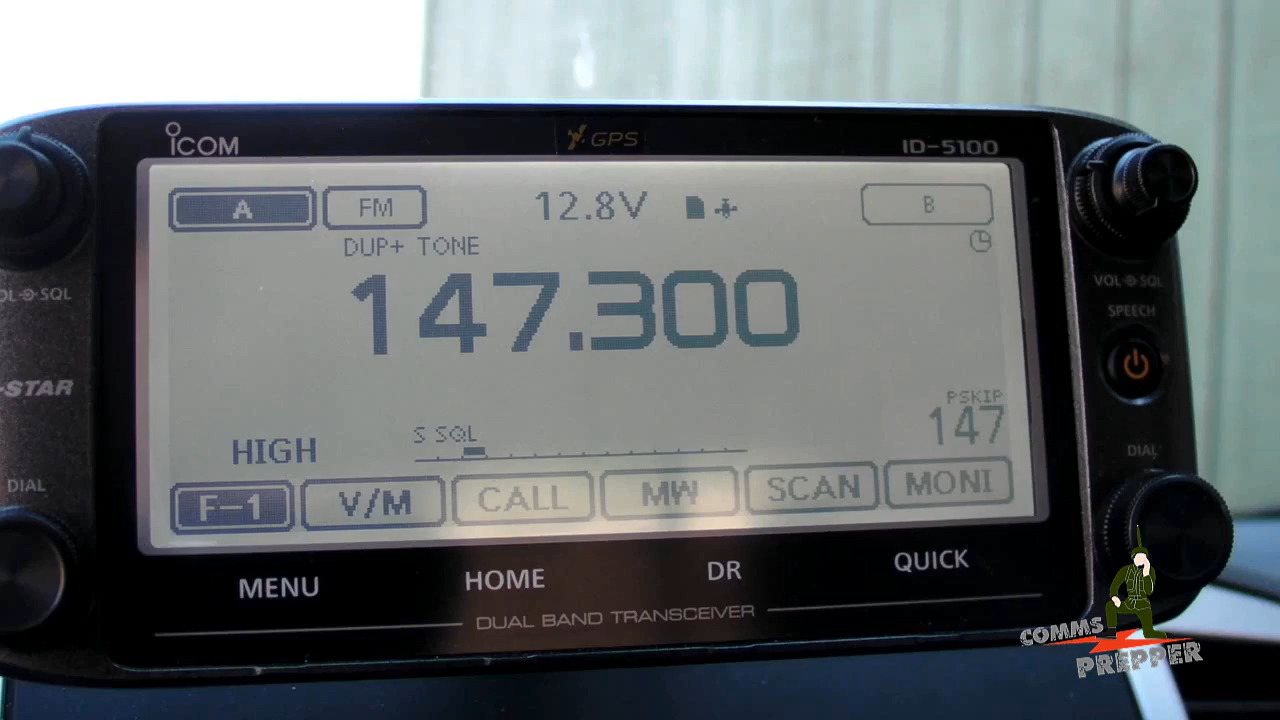 ICOM
GPS
ID-5100
A
FM
12.8V
B
DUP+ TONE
147.300
VOL SQL
SPEECH
OL SQL
-STAR
PSKIP
147
HIGH
S SQL
DIAL
DIAL
F-1
V/M
CALL
MW
SCAN
MONI
MENU
HOME
DR
QUICK
DUAL BAND TRANSCEIVER
COMMS
PREPPER